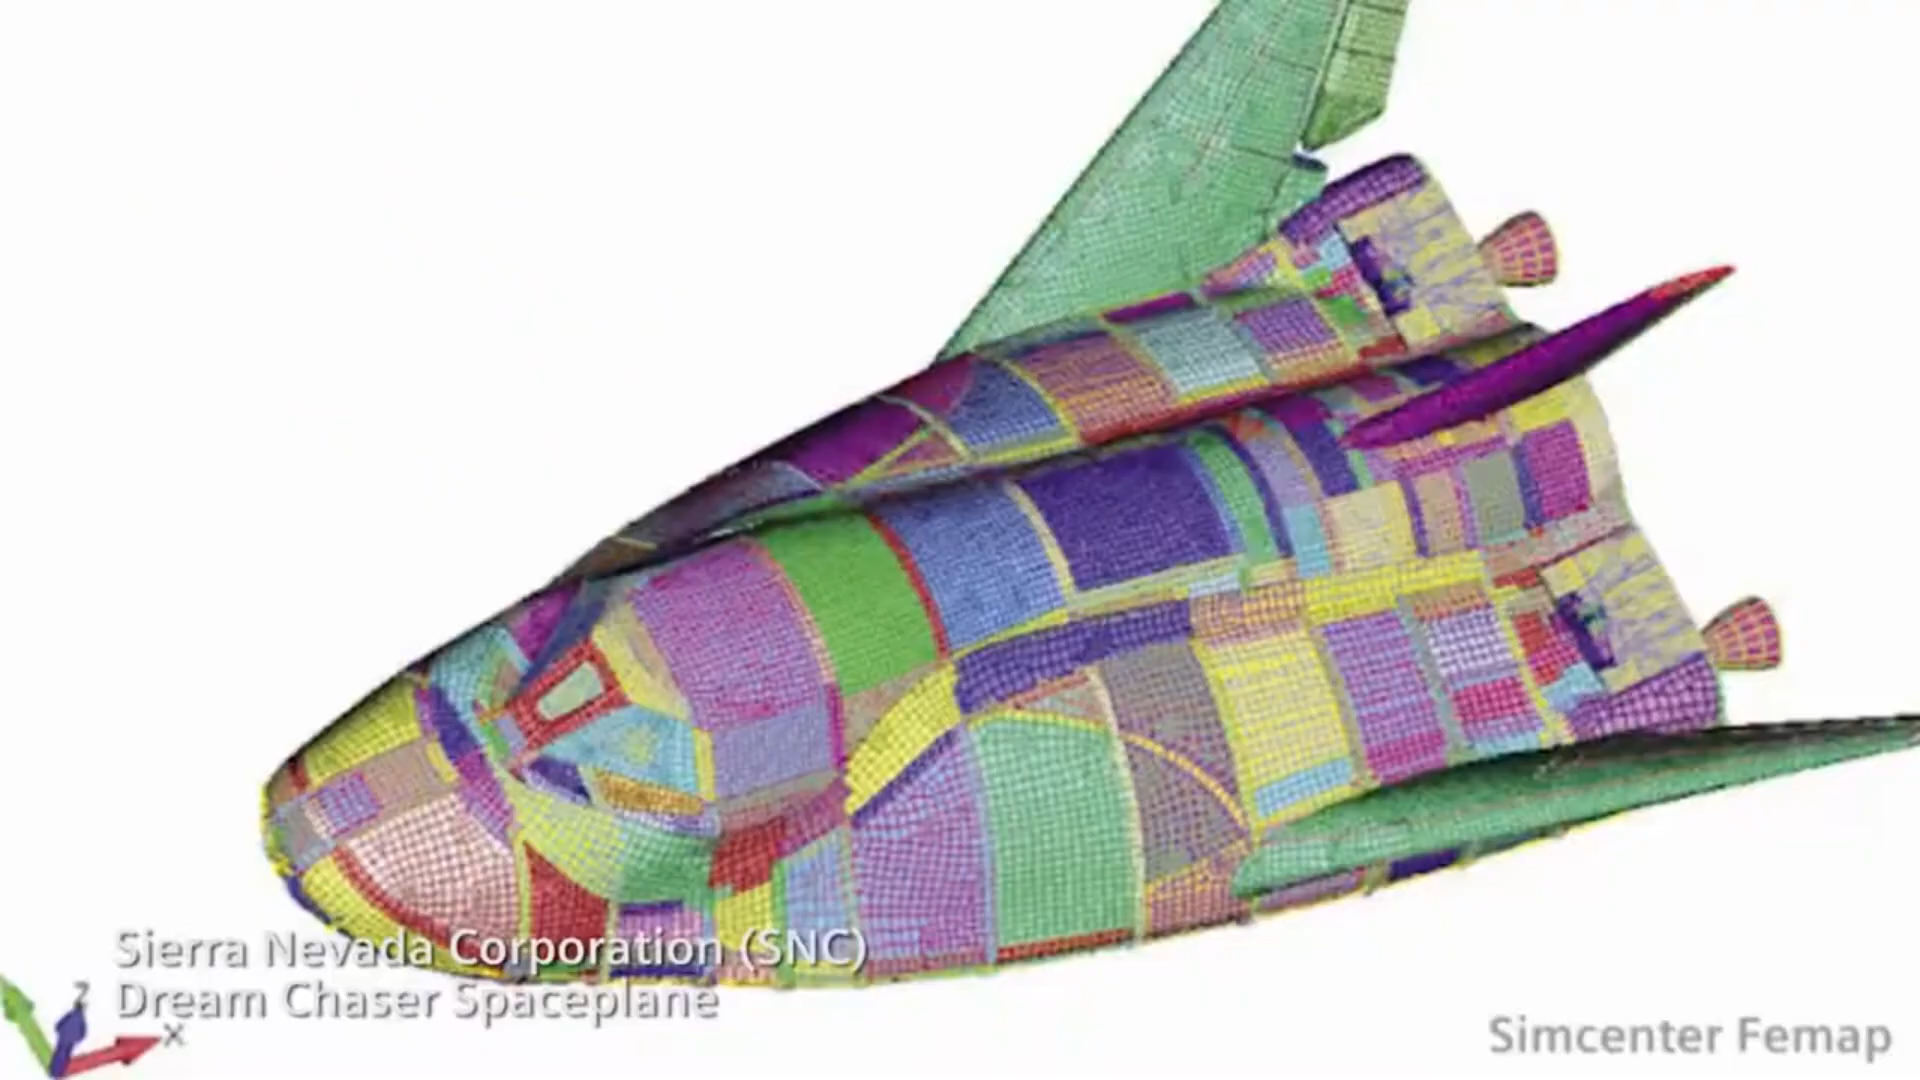 Sierra Nevada Corporation (SNC)
Dream Chaser Spaceplane
Z
X
Simcenter Femap